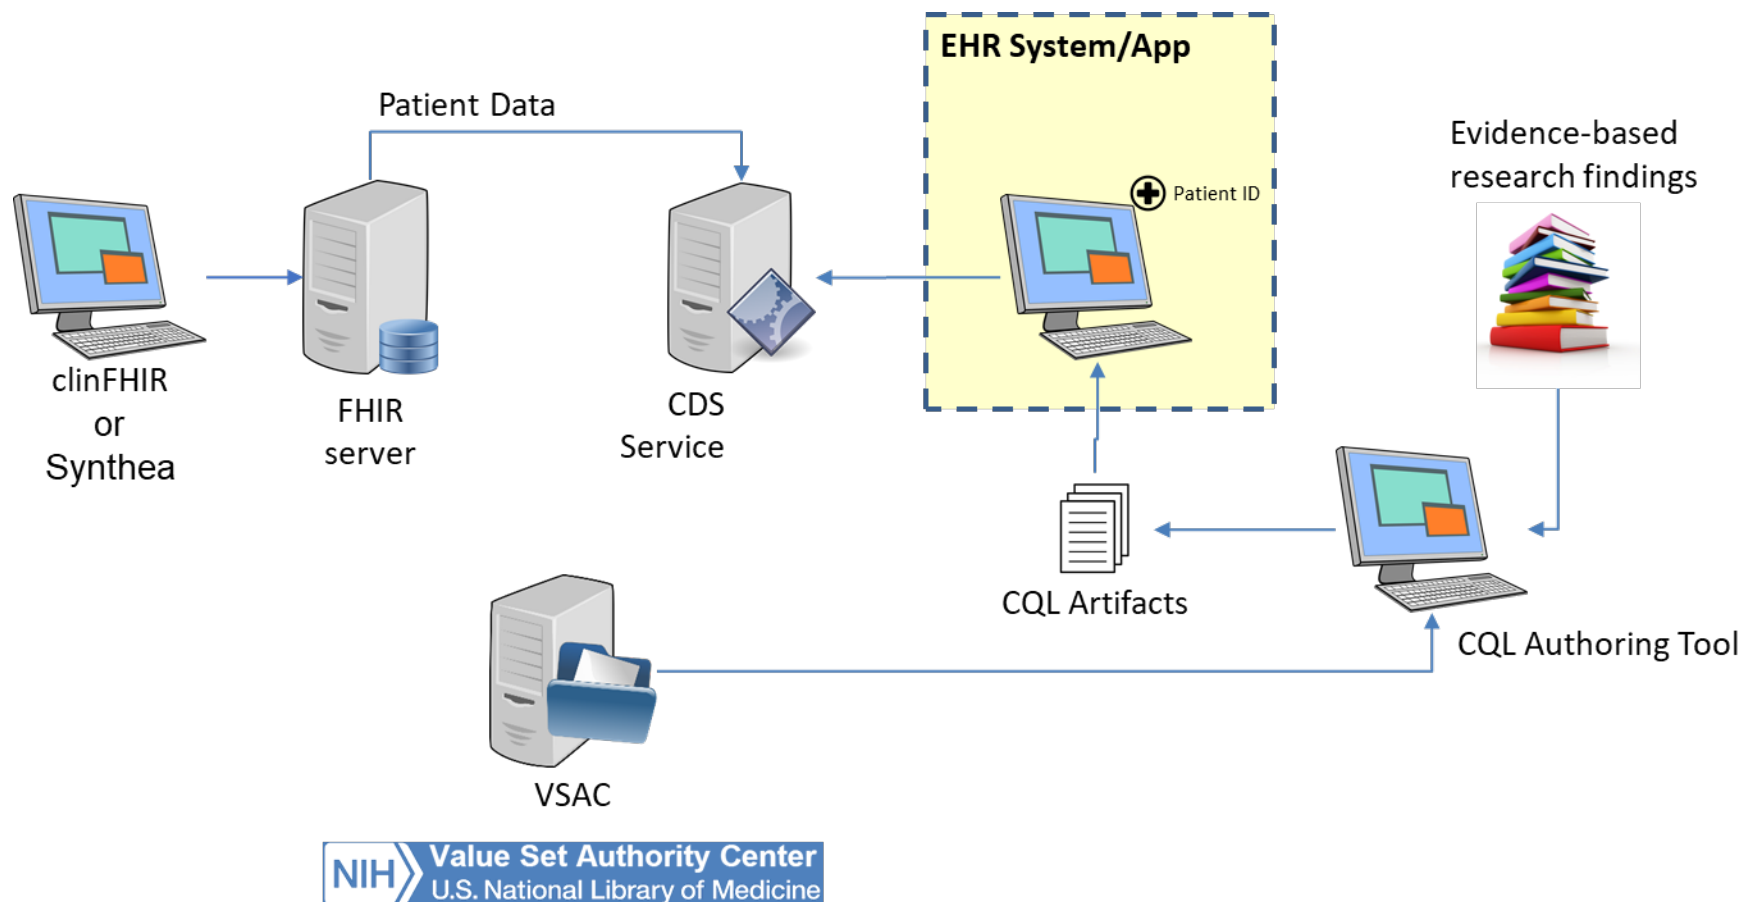 EHR System/App
Patient Data
Evidence-based
research findings
Patient ID
clinFHIR
or
Synthea
FHIR
server
CDS
Service
CQL Artifacts
CQL Authoring Tool
VSAC
NIH
Value Set Authority Center
U.S. National Library of Medicine